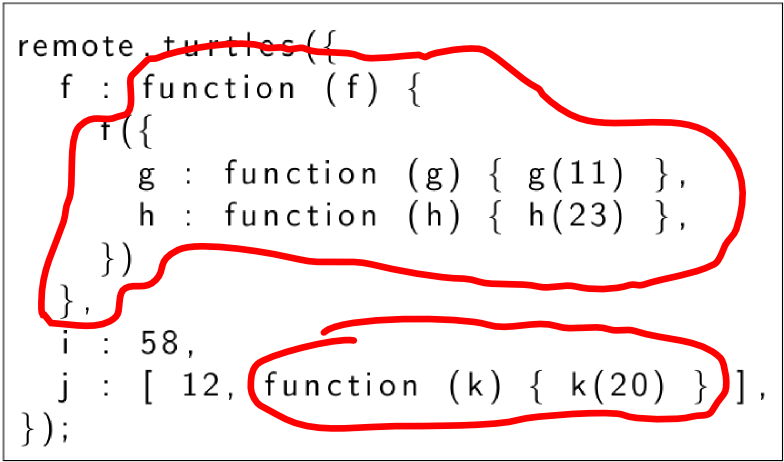 remote.turtles({
f : function (f) {
f({
g : function (g) { g(11) },
h : function (h) { h(23) },
})
},
i : 58,
j : [ 12, function (k) { k(20) } ],
});